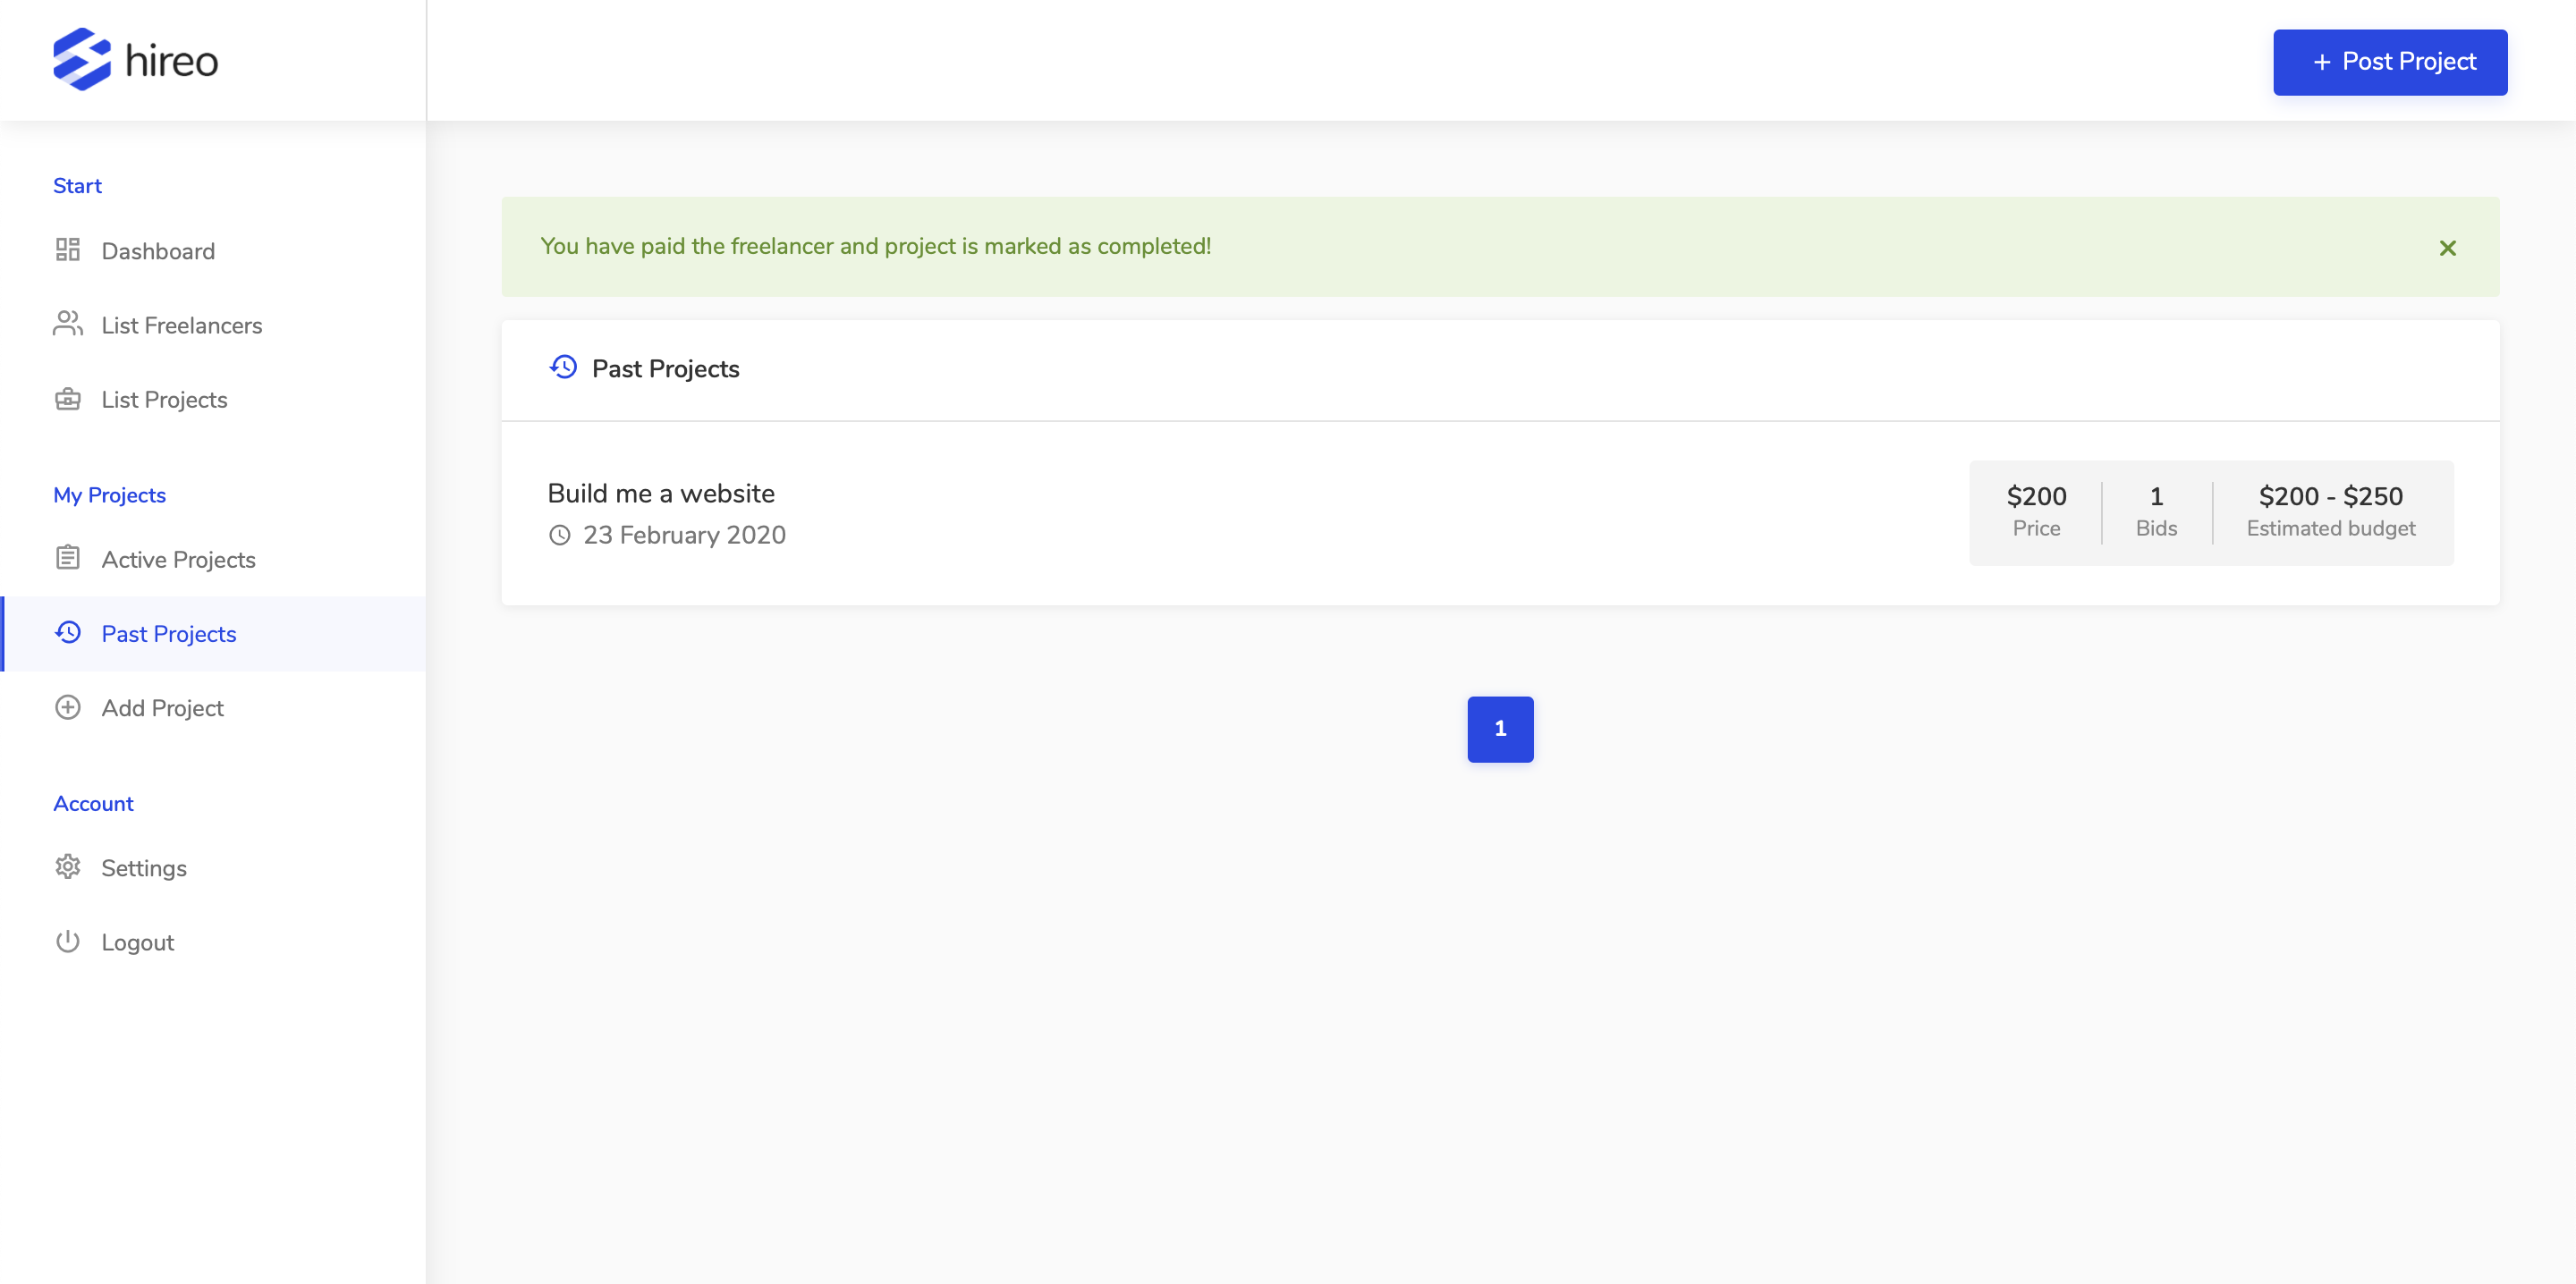 hireo
+ Post Project
Start
Dashboard
List Freelancers
List Projects
My Projects
Active Projects
Past Projects
Add Project
Account
Settings
Logout
You have paid the freelancer and project is marked as completed!
Past Projects
Build me a website
23 February 2020
$200
Price
1
Bids
$200 - $250
Estimated budget
1